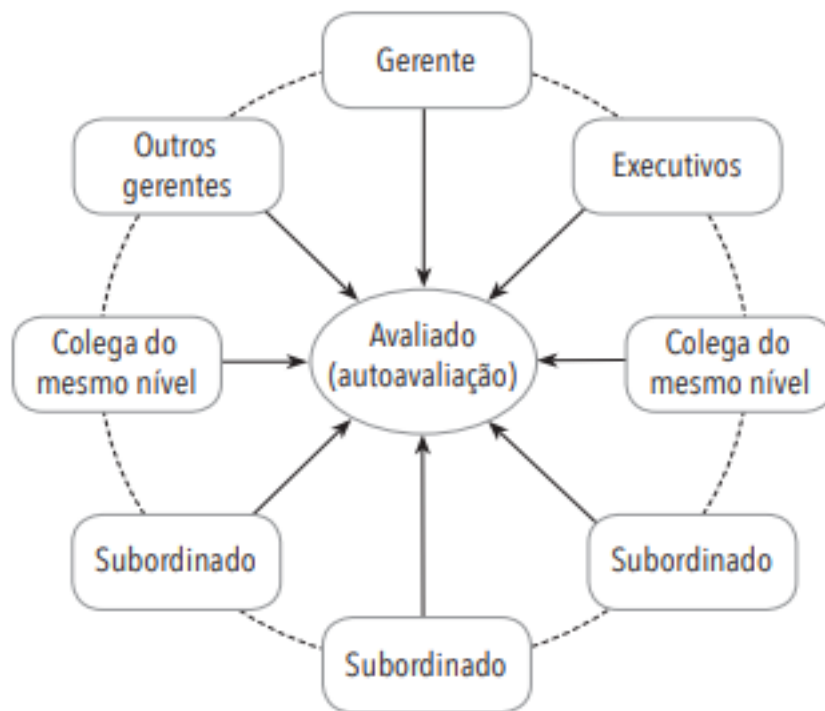 Gerente
Outros
gerentes
Executivos
Colega do
mesmo nível
Avaliado
(autoavaliação)
Colega do
mesmo nível
Subordinado
Subordinado
Subordinado